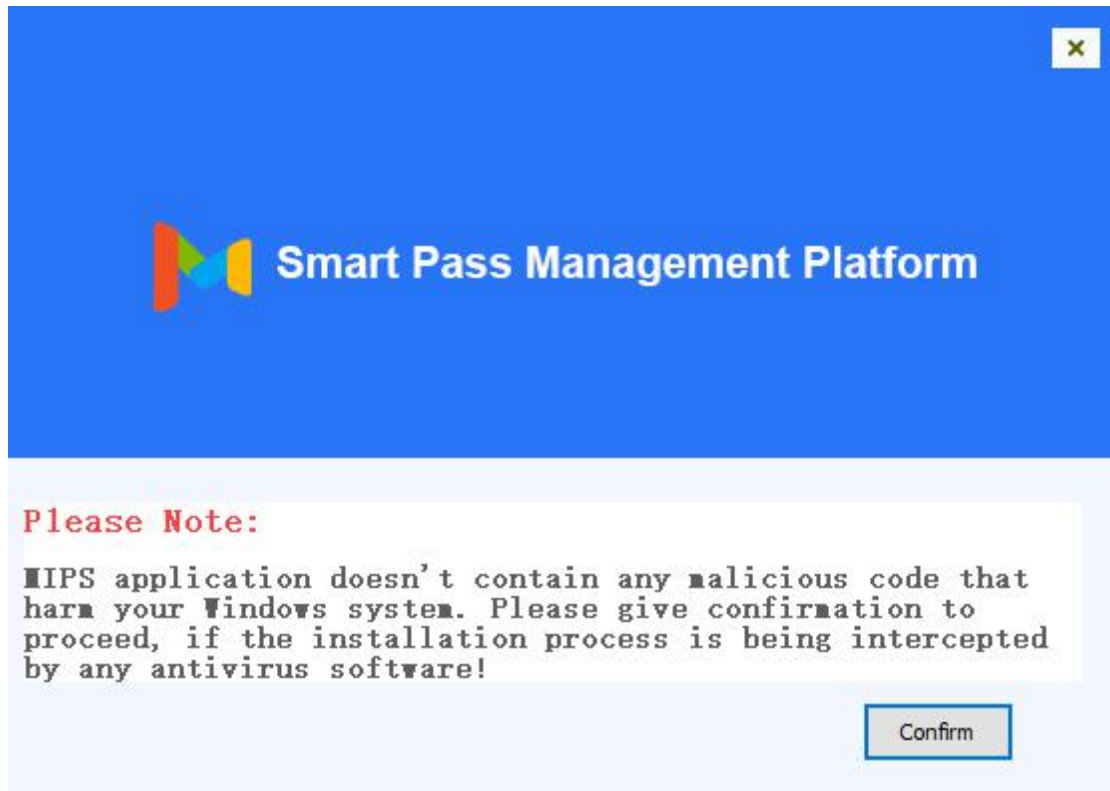 Smart Pass Management Platform
Please Note:
MIPS application doesn't contain any malicious code that
harm your Windows system. Please give confirmation to
proceed, if the installation process is being intercepted
by any antivirus software!
Confirm